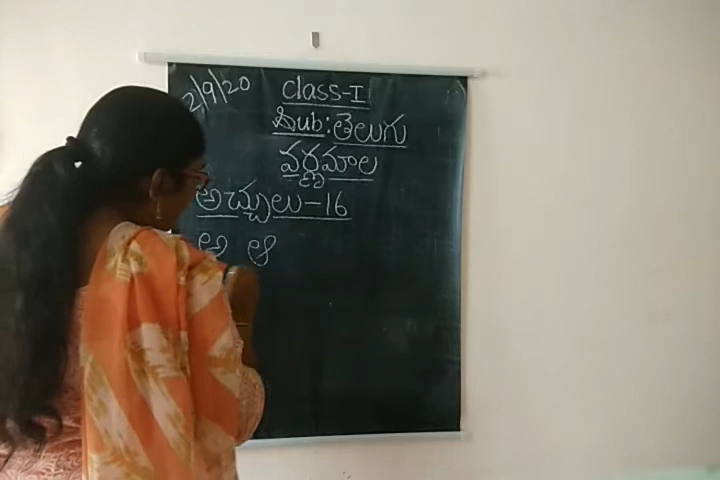 2/9/20
Class-I
Sub:తెలుగు
వర్ణమాల
అచ్చులు-16
అ ఆ